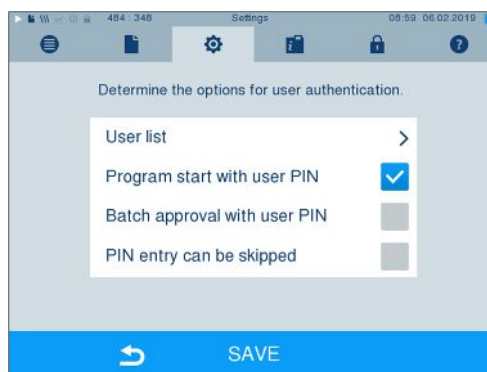 484 : 348 Settings 08:59 06.02.2019
Determine the options for user authentication.
User list
Program start with user PIN
Batch approval with user PIN
PIN entry can be skipped
SAVE